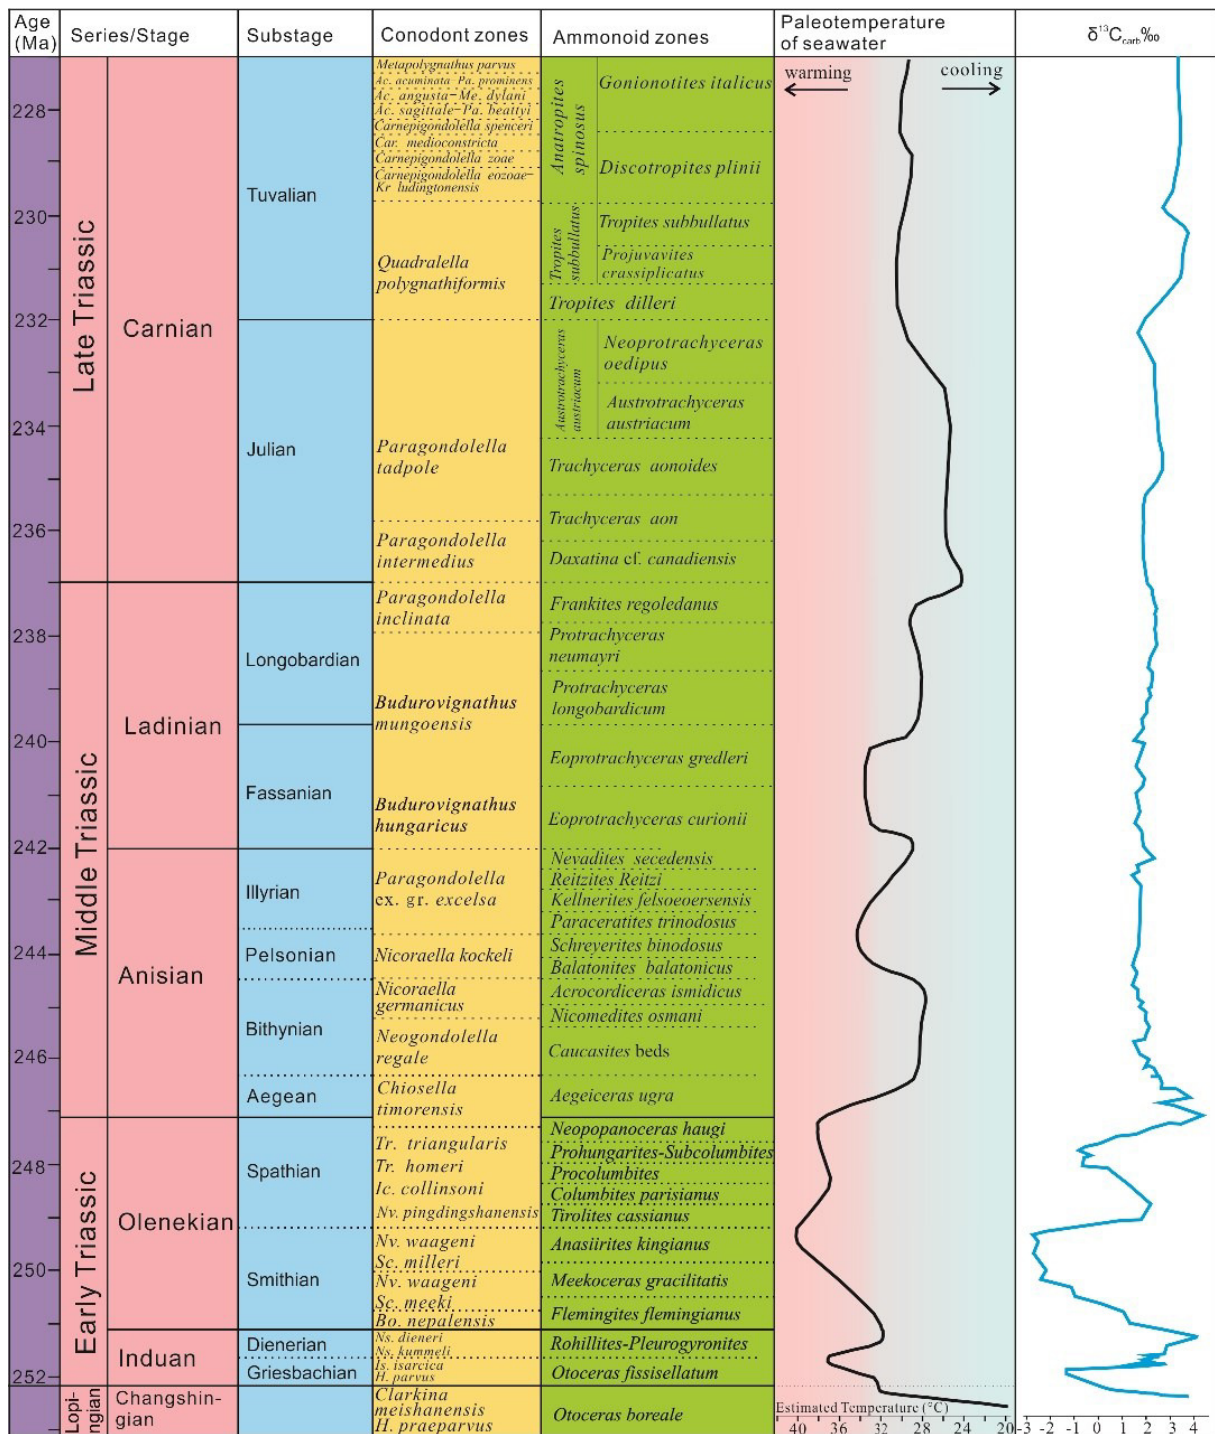 Age
(Ma)
Series/Stage
Substage
Conodont zones
Ammonoid zones
Paleotemperature
of seawater
δ¹³C carb‰
warming
cooling
228
230
232
234
236
238
240
242
244
246
248
250
252
Late Triassic
Middle Triassic
Early Triassic
Lopi-
ngian
Carnian
Ladinian
Anisian
Olenekian
Induan
Changshin-
gian
Tuvalian
Julian
Longobardian
Fassanian
Illyrian
Pelsonian
Bithynian
Aegean
Spathian
Smithian
Dienerian
Griesbachian
Metapolygnathus parvus
Ac. acuminata-Pa. prominens
Ac. angusta-Me. dylani
Ac. sagittale-Pa. beattyi
Carnepigondolella spenceri
Car. medioconstricta
Carnepigondolella zoae
Carnepigondolella eozoae-
Kr ludingtonensis
Quadralella
polygnathiformis
Paragondolella
tadpole
Paragondolella
intermedius
Paragondolella
inclinata
Budurovignathus
mungoensis
Budurovignathus
hungaricus
Paragondolella
ex. gr. excelsa
Nicoraella kockeli
Nicoraella
germanicus
Neogondolella
regale
Chiosella
timorensis
Tr. triangularis
Tr. homeri
Ic. collinsoni
Nv. pingdingshanensis
Nv. waageni
Sc. milleri
Nv. waageni
Sc. meeki
Bo. nepalensis
Ns. dieneri
Ns. kummeli
Is. isarcica
H. parvus
Clarkina
meishanensis
H. praeparvus
Anatropites
spinosus
Gonionotites italicus
Discotropites plinii
Tropites
subbullatus
Tropites subbullatus
Projuvavites
crassiplicatus
Tropites dilleri
Austrotrachyceras
austriacum
Neoprotrachyceras
oedipus
Austrotrachyceras
austriacum
Trachyceras aonoides
Trachyceras aon
Daxatina cf. canadiensis
Frankites regoledanus
Protrachyceras
neumayri
Protrachyceras
longobardicum
Eoprotrachyceras gredleri
Eoprotrachyceras curionii
Nevadites secedensis
Reitzites Reitzi
Kellnerites felsoeoersensis
Paraceratites trinodosus
Schreyerites binodosus
Balatonites balatonicus
Acrocordiceras ismidicus
Nicomedites osmani
Caucasites beds
Aegeiceras ugra
Neopopanoceras haugi
Prohungarites-Subcolumbites
Procolumbites
Columbites parisianus
Tirolites cassianus
Anasiirites kingianus
Meekoceras gracilitatis
Flemingites flemingianus
Rohillites-Pleurogyronites
Otoceras fissisellatum
Otoceras boreale
Estimated Temperature (°C)
40 36 32 28 24 20
-3 -2 -1 0 1 2 3 4